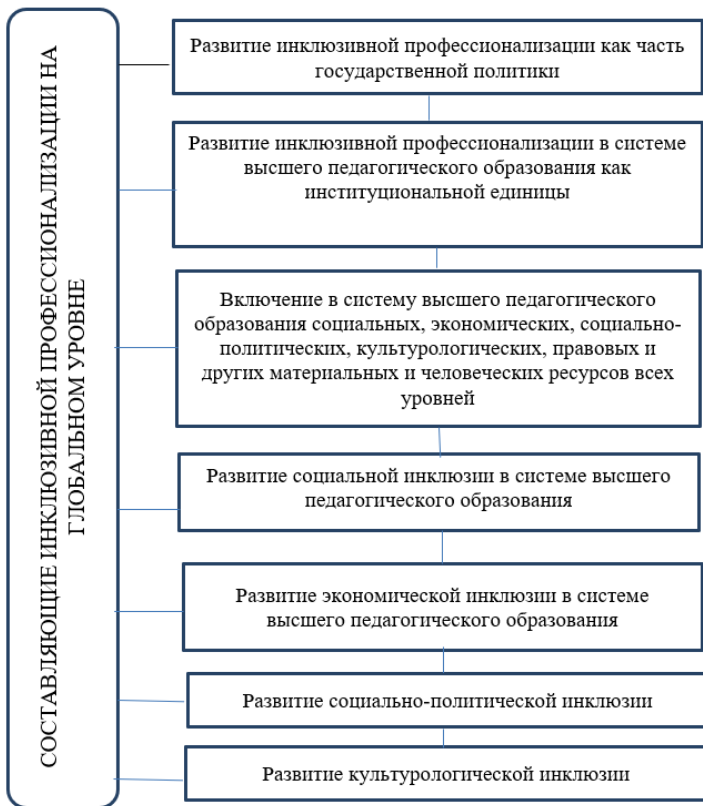 СОСТАВЛЯЮЩИЕ ИНКЛЮЗИВНОЙ ПРОФЕССИОНАЛИЗАЦИИ НА
ГЛОБАЛЬНОМ УРОВНЕ
Развитие инклюзивной профессионализации как часть
государственной политики
Развитие инклюзивной профессионализации в системе
высшего педагогического образования как
институциональной единицы
Включение в систему высшего педагогического
образования социальных, экономических, социально-
политических, культурологических, правовых и
других материальных и человеческих ресурсов всех
уровней
Развитие социальной инклюзии в системе высшего
педагогического образования
Развитие экономической инклюзии в системе
высшего педагогического образования
Развитие социально-политической инклюзии
Развитие культурологической инклюзии